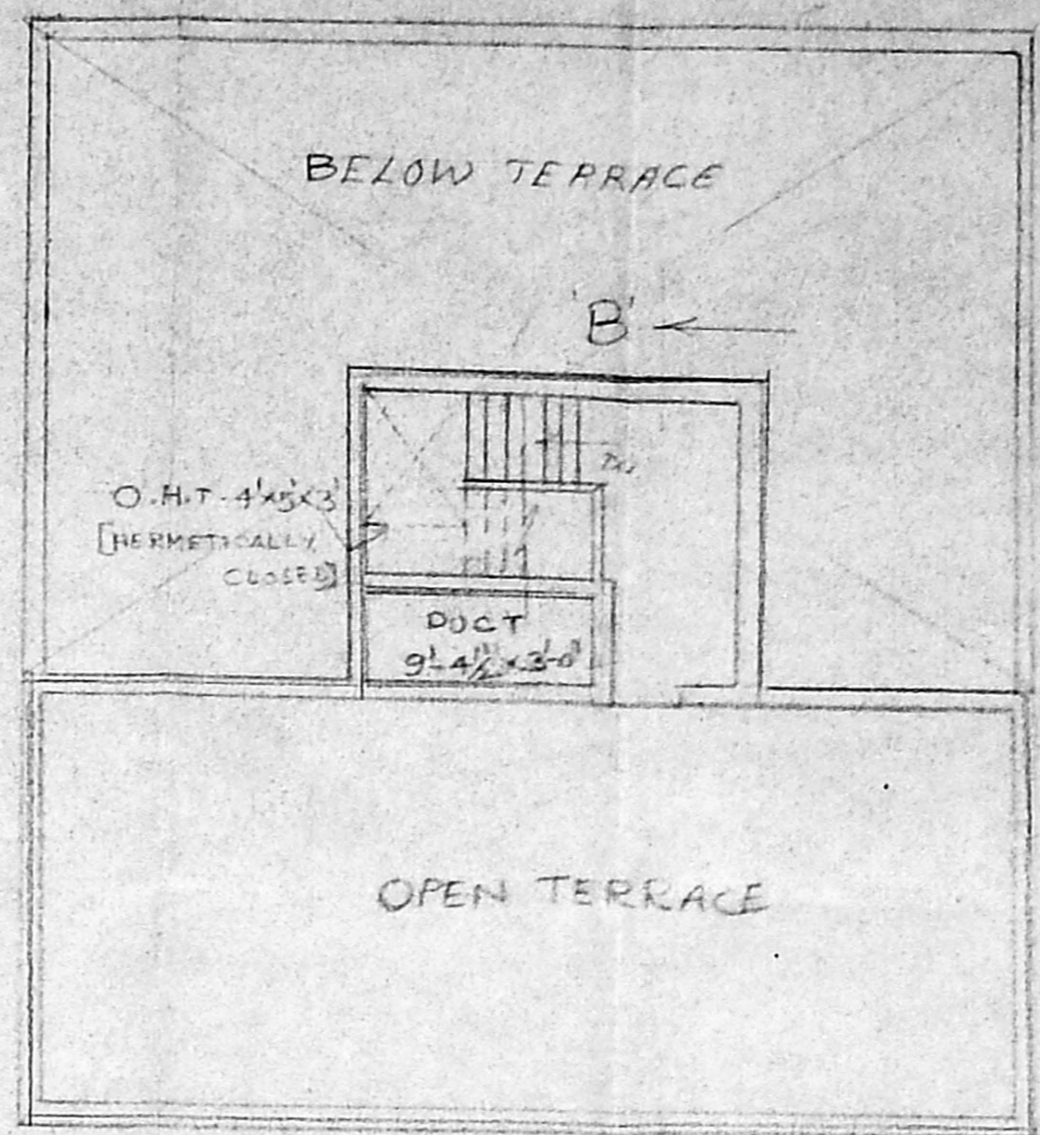 BELOW TERRACE
'B'
O.H.T-4'x5'x3'
[HERMETICALLY
CLOSED]
DUCT
9'-4½"x3'-0"
OPEN TERRACE